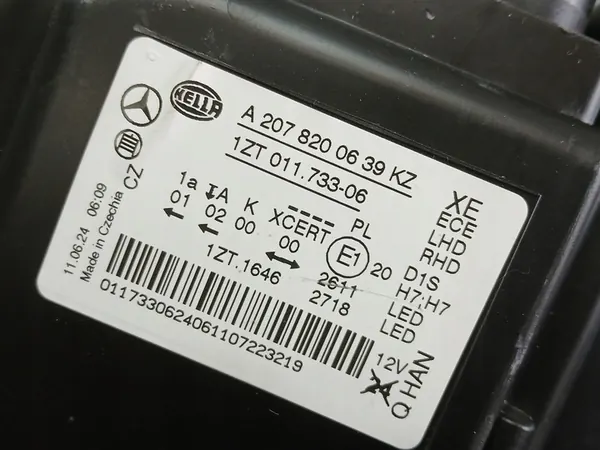 HELLA
A 207 820 06 39 KZ
1ZT 011.733-06
XE
ECE
LHD
RHD
D1S
H7:H7
LED
LED
12V
24
Q HAN
CZ
1a IA K XCERT PL
01 02 00 00
E1 20
2611
2718
1ZT.1646
11.06.24 06:09
Made in Czechia
0117330624061107223219